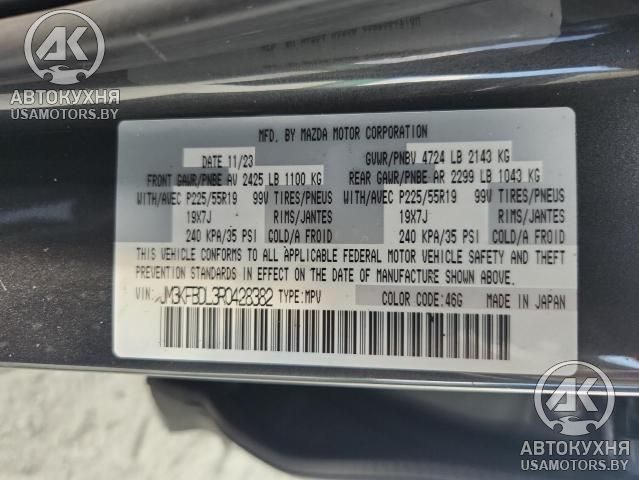 AK
АВТОКУХНЯ
USAMOTORS.BY
MFD. BY MAZDA MOTOR CORPORATION
DATE 11/23 GVWR/PNBV 4724 LB 2143 KG
FRONT GAWR/PNBE AV 2425 LB 1100 KG REAR GAWR/PNBE AR 2299 LB 1043 KG
WITH/AVEC P225/55R19 99V TIRES/PNEU WITH/AVEC P225/55R19 99V TIRES/PNEU
19X7J RIMS/JANTES 19X7J RIMS/JANTES
240 KPA/35 PSI COLD/A FROID 240 KPA/35 PSI COLD/A FROID
THIS VEHICLE CONFORMS TO ALL APPLICABLE FEDERAL MOTOR VEHICLE SAFETY AND THEFT
PREVENTION STANDARDS IN EFFECT ON THE DATE OF MANUFACTURE SHOWN ABOVE.
VIN: JM3KFBDL3R0428382 TYPE:MPV COLOR CODE:46G MADE IN JAPAN
AK
АВТОКУХНЯ
USAMOTORS.BY